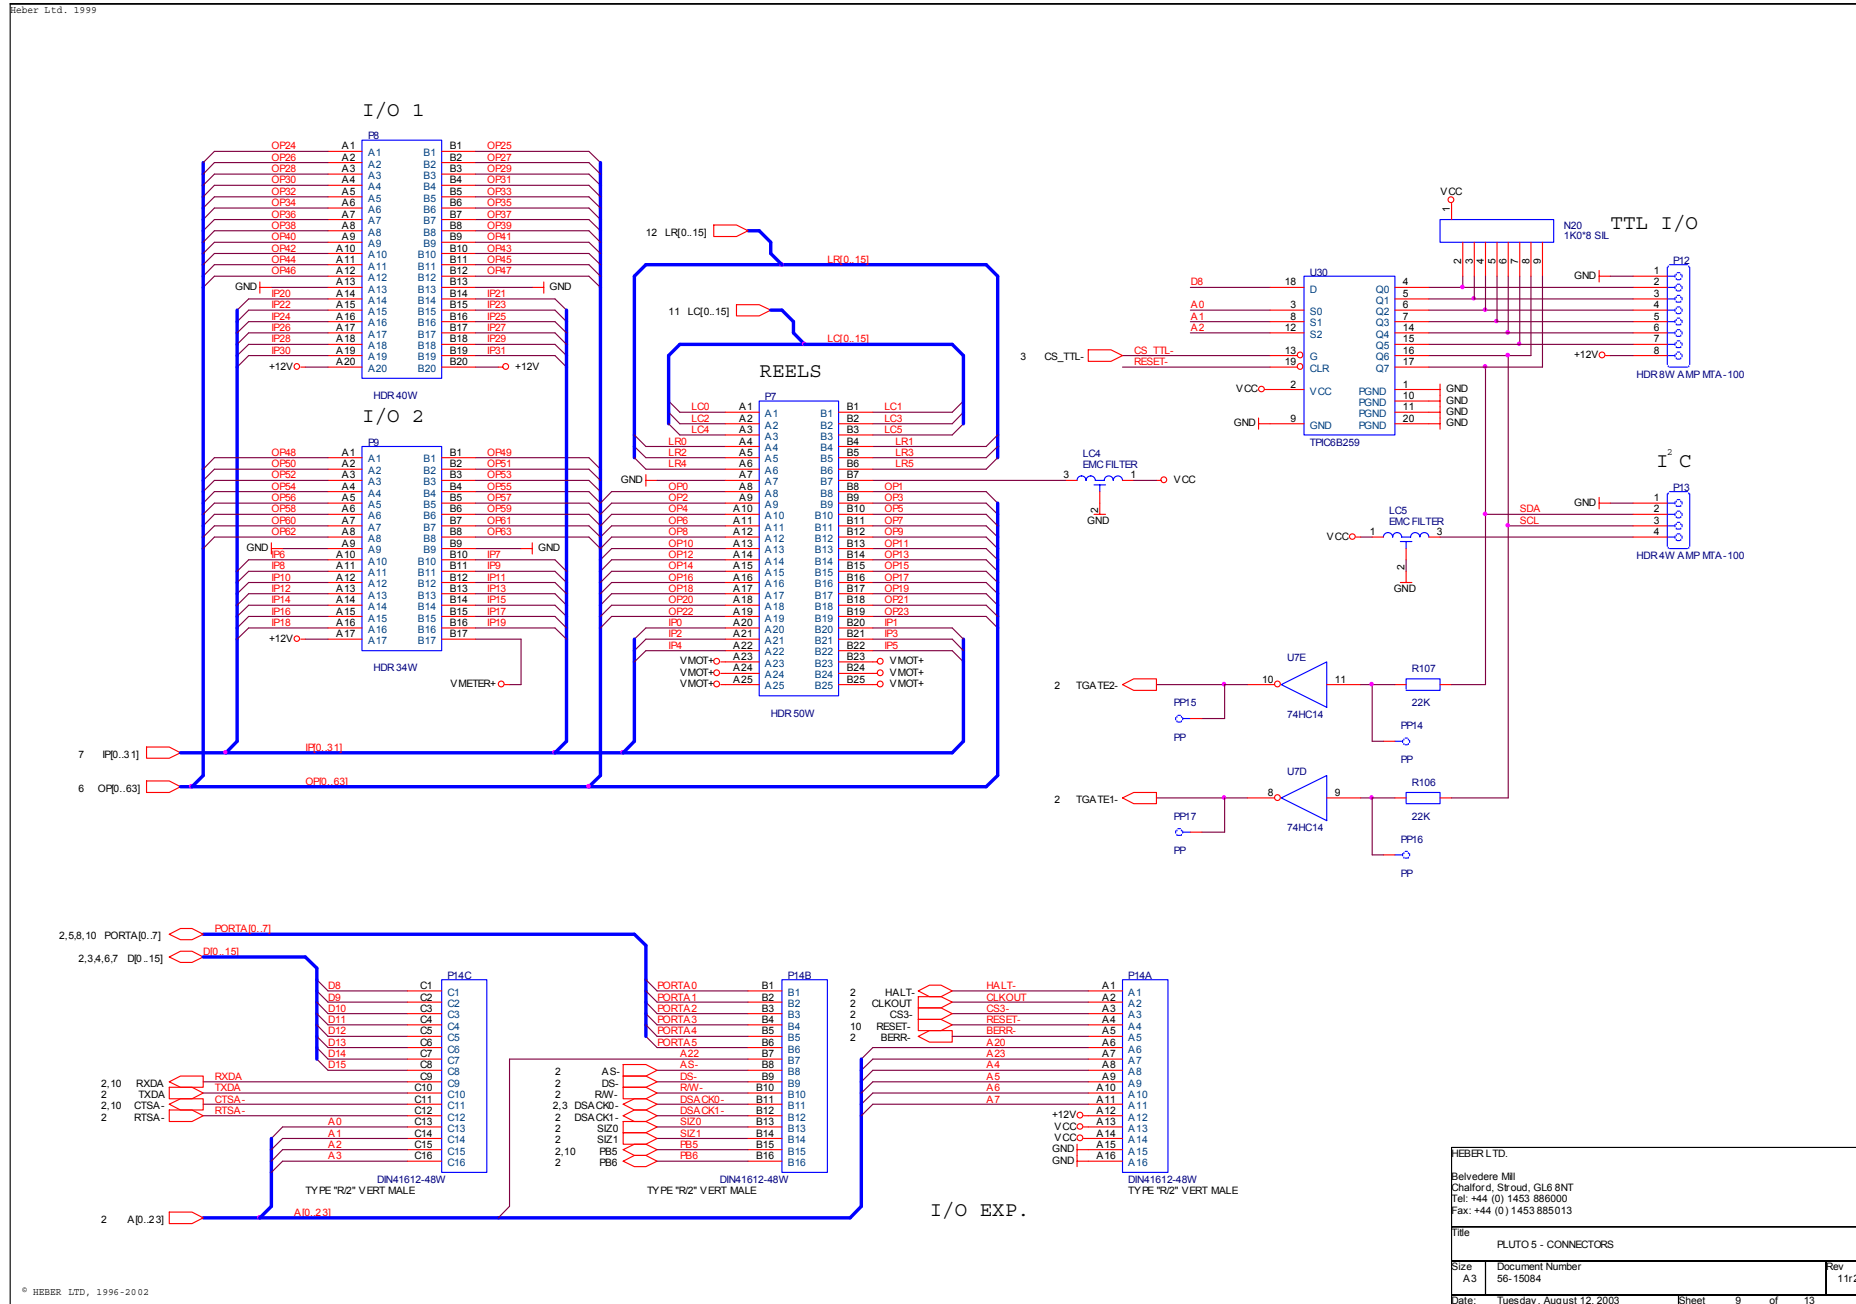 Heber Ltd. 1999
I/O 1
P8
OP24 A1 A1 B1 B1 OP25
OP26 A2 A2 B2 B2 OP27
OP28 A3 A3 B3 B3 OP29
OP30 A4 A4 B4 B4 OP31
OP32 A5 A5 B5 B5 OP33
OP34 A6 A6 B6 B6 OP35
OP36 A7 A7 B7 B7 OP37
OP38 A8 A8 B8 B8 OP39
OP40 A9 A9 B9 B9 OP41
OP42 A10 A10 B10 B10 OP43
OP44 A11 A11 B11 B11 OP45
OP46 A12 A12 B12 B12 OP47
GND A13 A13 B13 B13 GND
IP20 A14 A14 B14 B14 IP21
IP22 A15 A15 B15 B15 IP23
IP24 A16 A16 B16 B16 IP25
IP26 A17 A17 B17 B17 IP27
IP28 A18 A18 B18 B18 IP29
IP30 A19 A19 B19 B19 IP31
+12V A20 A20 B20 B20 +12V
HDR 40W
I/O 2
P9
OP48 A1 A1 B1 B1 OP49
OP50 A2 A2 B2 B2 OP51
OP52 A3 A3 B3 B3 OP53
OP54 A4 A4 B4 B4 OP55
OP56 A5 A5 B5 B5 OP57
OP58 A6 A6 B6 B6 OP59
OP60 A7 A7 B7 B7 OP61
OP62 A8 A8 B8 B8 OP63
GND A9 A9 B9 B9 GND
IP6 A10 A10 B10 B10 IP7
IP8 A11 A11 B11 B11 IP9
IP10 A12 A12 B12 B12 IP11
IP12 A13 A13 B13 B13 IP13
IP14 A14 A14 B14 B14 IP15
IP16 A15 A15 B15 B15 IP17
IP18 A16 A16 B16 B16 IP19
+12V A17 A17 B17 B17
HDR 34W
VMETER+
7 IP[0..31] IP[0..31]
6 OP[0..63] OP[0..63]
12 LR[0..15] LR[0..15]
11 LC[0..15] LC[0..15]
REELS
P7
LC0 A1 A1 B1 B1 LC1
LC2 A2 A2 B2 B2 LC3
LC4 A3 A3 B3 B3 LC5
LR0 A4 A4 B4 B4 LR1
LR2 A5 A5 B5 B5 LR3
LR4 A6 A6 B6 B6 LR5
GND A7 A7 B7 B7
OP0 A8 A8 B8 B8 OP1
OP2 A9 A9 B9 B9 OP3
OP4 A10 A10 B10 B10 OP5
OP6 A11 A11 B11 B11 OP7
OP8 A12 A12 B12 B12 OP9
OP10 A13 A13 B13 B13 OP11
OP12 A14 A14 B14 B14 OP13
OP14 A15 A15 B15 B15 OP15
OP16 A16 A16 B16 B16 OP17
OP18 A17 A17 B17 B17 OP19
OP20 A18 A18 B18 B18 OP21
OP22 A19 A19 B19 B19 OP23
IP0 A20 A20 B20 B20 IP1
IP2 A21 A21 B21 B21 IP3
IP4 A22 A22 B22 B22 IP5
VMOT+ A23 A23 B23 B23 VMOT+
VMOT+ A24 A24 B24 B24 VMOT+
VMOT+ A25 A25 B25 B25 VMOT+
HDR 50W
LC4
EMC FILTER
3 1 VCC
2
GND
VCC
1
N20
1K0*8 SIL
2 3 4 5 6 7 8 9
TTL I/O
U30
D8 18 D Q0 4
Q1 5
A0 3 S0 Q2 6
A1 8 S1 Q3 7
A2 12 S2 Q4 14
Q5 15
3 CS_TTL- CS_TTL- 13 G Q6 16
RESET- 19 CLR Q7 17
VCC 2 VCC PGND 1 GND
PGND 10 GND
PGND 11 GND
GND 9 GND PGND 20 GND
TPIC6B259
P12
GND 1
2
3
4
5
6
7
+12V 8
HDR 8W AMP MTA-100
I2 C
P13
GND 1
SDA 2
SCL 3
4
HDR 4W AMP MTA-100
LC5
EMC FILTER
VCC 1 3
2
GND
U7E
2 TGATE2- 10 11
74HC14
R107
22K
PP15
PP
PP14
PP
U7D
2 TGATE1- 8 9
74HC14
R106
22K
PP17
PP
PP16
PP
2,5,8,10 PORTA[0..7] PORTA[0..7]
2,3,4,6,7 D[0..15] D[0..15]
P14C
D8 C1 C1
D9 C2 C2
D10 C3 C3
D11 C4 C4
D12 C5 C5
D13 C6 C6
D14 C7 C7
D15 C8 C8
2,10 RXDA RXDA C9 C9
2 TXDA TXDA C10 C10
2,10 CTSA- CTSA- C11 C11
2 RTSA- RTSA- C12 C12
A0 C13 C13
A1 C14 C14
A2 C15 C15
A3 C16 C16
DIN41612-48W
TYPE "R/2" VERT MALE
2 A[0..23] A[0..23]
P14B
PORTA0 B1 B1
PORTA1 B2 B2
PORTA2 B3 B3
PORTA3 B4 B4
PORTA4 B5 B5
PORTA5 B6 B6
A22 B7 B7
2 AS- AS- B8 B8
2 DS- DS- B9 B9
2 R/W- R/W- B10 B10
2,3 DSACK0- DSACK0- B11 B11
2 DSACK1- DSACK1- B12 B12
2 SIZ0 SIZ0 B13 B13
2 SIZ1 SIZ1 B14 B14
2,10 PB5 PB5 B15 B15
2 PB6 PB6 B16 B16
DIN41612-48W
TYPE "R/2" VERT MALE
P14A
2 HALT- HALT- A1 A1
2 CLKOUT CLKOUT A2 A2
2 CS3- CS3- A3 A3
10 RESET- RESET- A4 A4
2 BERR- BERR- A5 A5
A20 A6 A6
A23 A7 A7
A4 A8 A8
A5 A9 A9
A6 A10 A10
A7 A11 A11
+12V A12 A12
VCC A13 A13
VCC A14 A14
GND A15 A15
GND A16 A16
DIN41612-48W
TYPE "R/2" VERT MALE
I/O EXP.
HEBER LTD.
Belvedere Mill
Chalford, Stroud, GL6 8NT
Tel: +44 (0) 1453 886000
Fax: +44 (0) 1453 885013
Title
PLUTO 5 - CONNECTORS
Size Document Number Rev
A3 56-15084 11r2
Date: Tuesday, August 12, 2003 Sheet 9 of 13
© HEBER LTD, 1996-2002